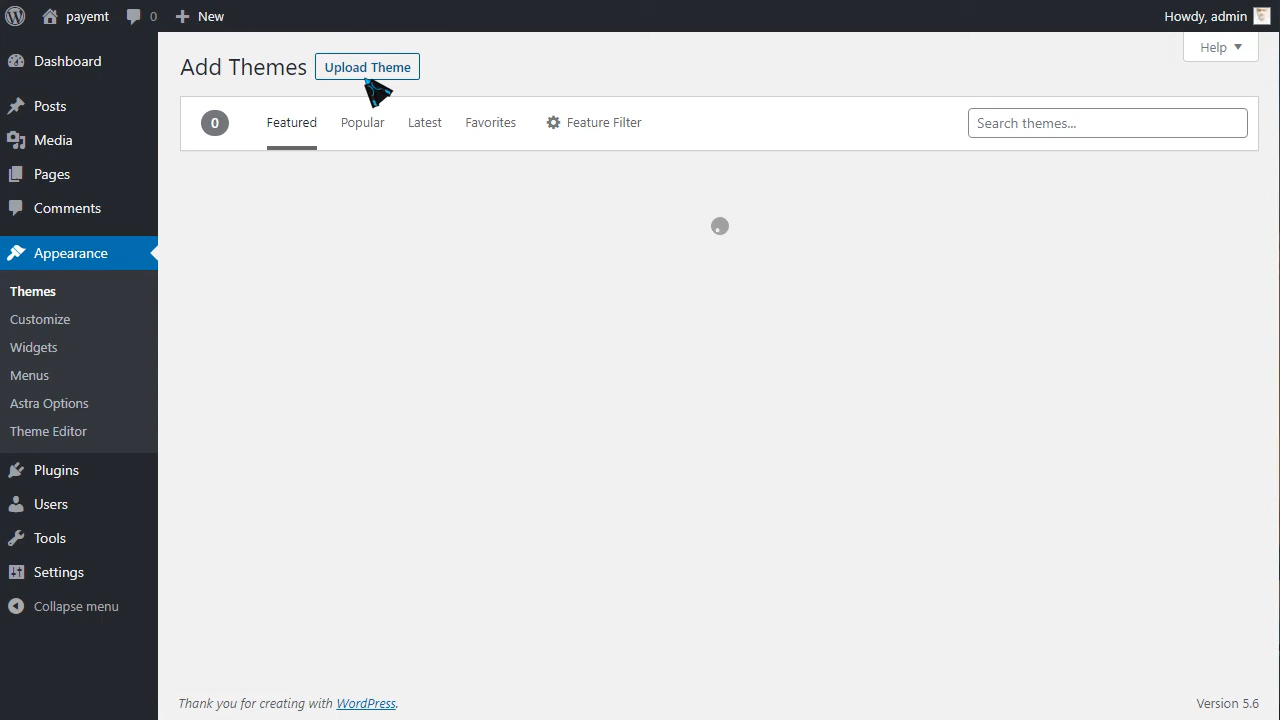 payemt 0 New Howdy, admin
Dashboard
Posts
Media
Pages
Comments
Appearance
Themes
Customize
Widgets
Menus
Astra Options
Theme Editor
Plugins
Users
Tools
Settings
Collapse menu
Help
Add Themes Upload Theme
0 Featured Popular Latest Favorites Feature Filter Search themes...
Thank you for creating with WordPress. Version 5.6